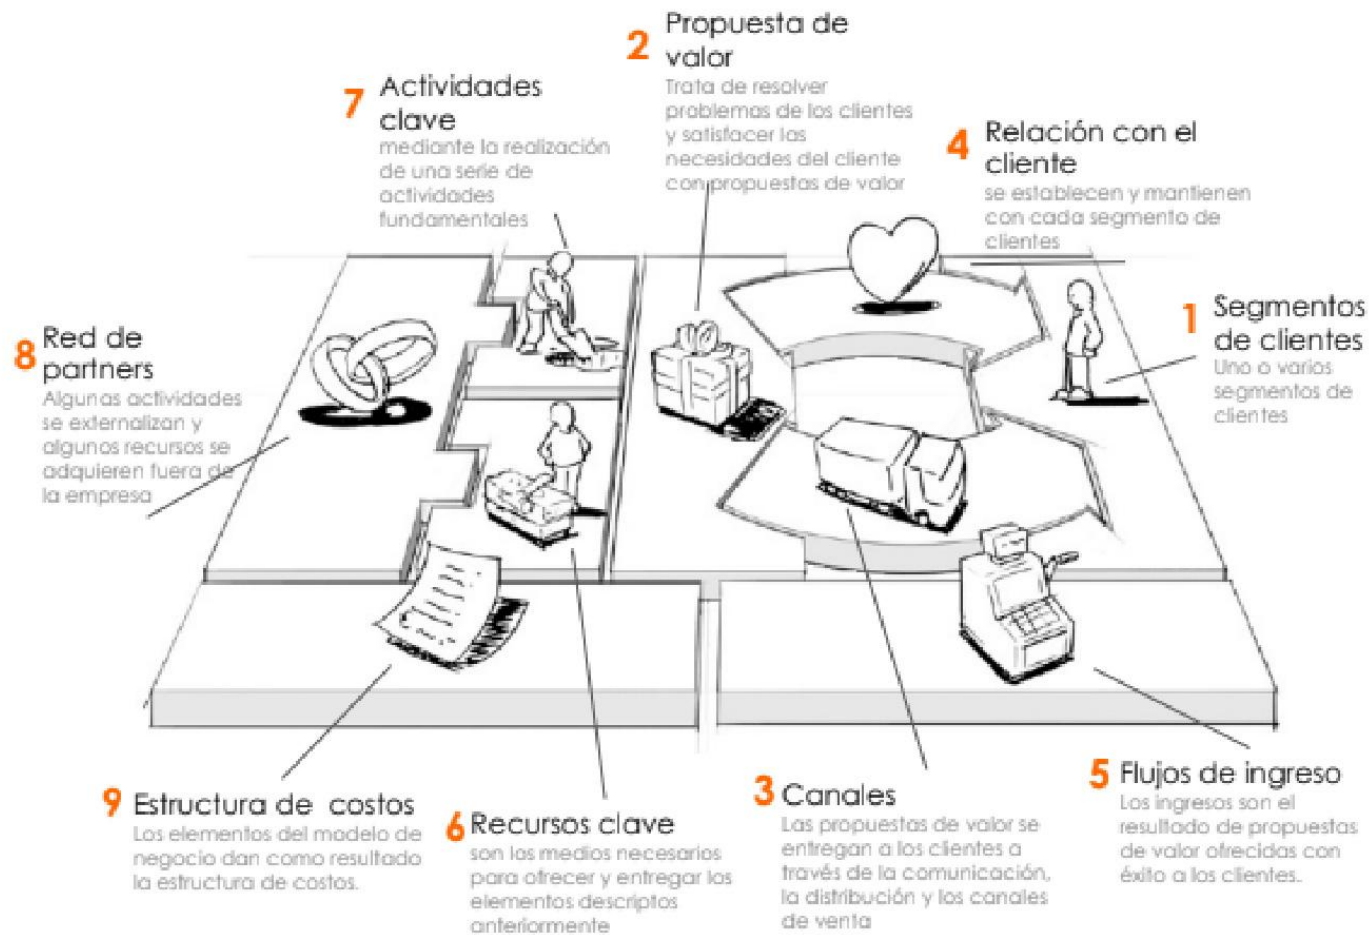 2 Propuesta de
valor
Trata de resolver
problemas de los clientes
y satisfacer las
necesidades del cliente
con propuestas de valor
7 Actividades
clave
mediante la realización
de una serie de
actividades
fundamentales
4 Relación con el
cliente
se establecen y mantienen
con cada segmento de
clientes
1 Segmentos
de clientes
Uno o varios
segmentos de
clientes
8 Red de
partners
Algunas actividades
se externalizan y
algunos recursos se
adquieren fuera de
la empresa
9 Estructura de costos
Los elementos del modelo de
negocio dan como resultado
la estructura de costos.
6 Recursos clave
son los medios necesarios
para ofrecer y entregar los
elementos descriptos
anteriormente
3 Canales
Las propuestas de valor se
entregan a los clientes a
través de la comunicación,
la distribución y los canales
de venta
5 Flujos de ingreso
Los ingresos son el
resultado de propuestas
de valor ofrecidas con
éxito a los clientes.